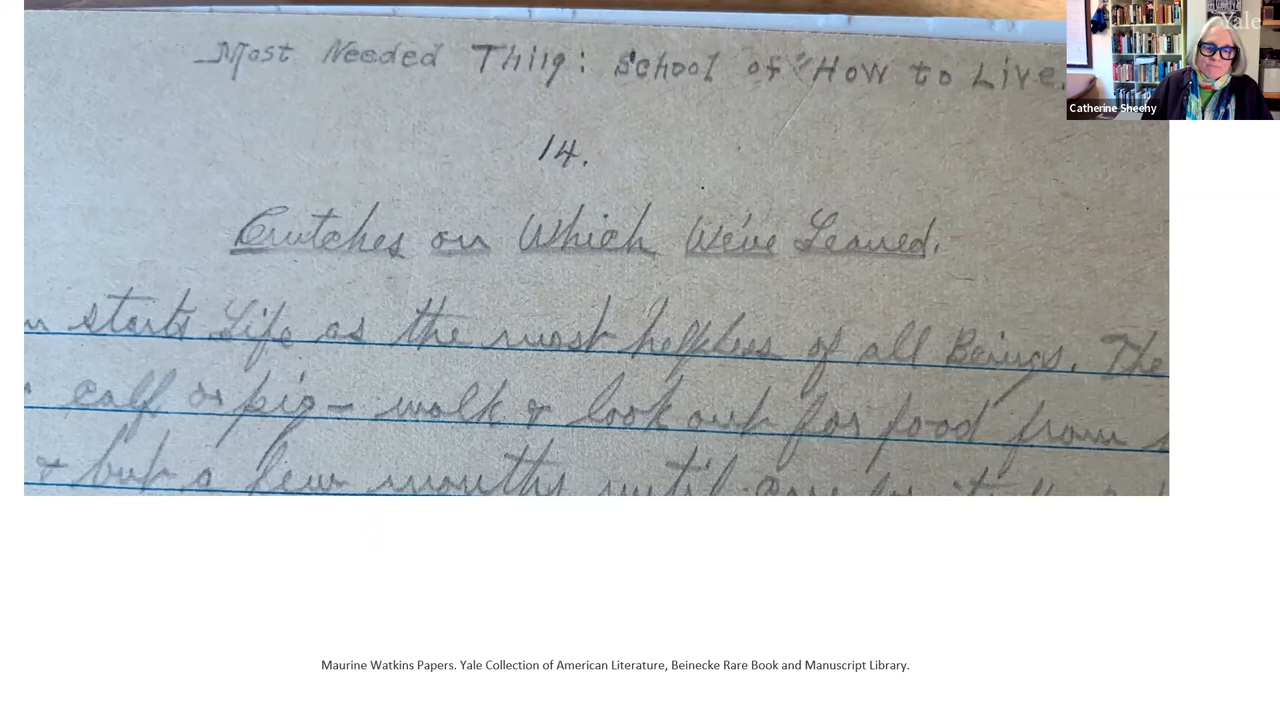 Most Needed Thing: School of "How to Live.
14.
Crutches on Which We've Leaned.
starts Life as the most helpless of all Beings. The
calf or pig - walk & look out for food from
& but a few months until
Maurine Watkins Papers. Yale Collection of American Literature, Beinecke Rare Book and Manuscript Library.
Yale
Catherine Sheehy